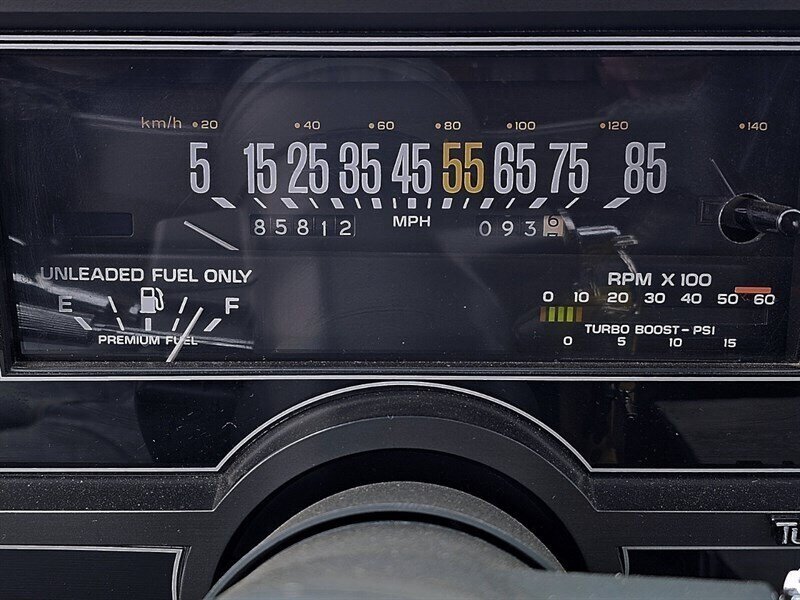 km/h 20 40 60 80 100 120 140
5 15 25 35 45 55 65 75 85
85812 MPH 093
UNLEADED FUEL ONLY
E F
PREMIUM FUEL
RPM X 100
0 10 20 30 40 50 60
TURBO BOOST-PSI
0 5 10 15